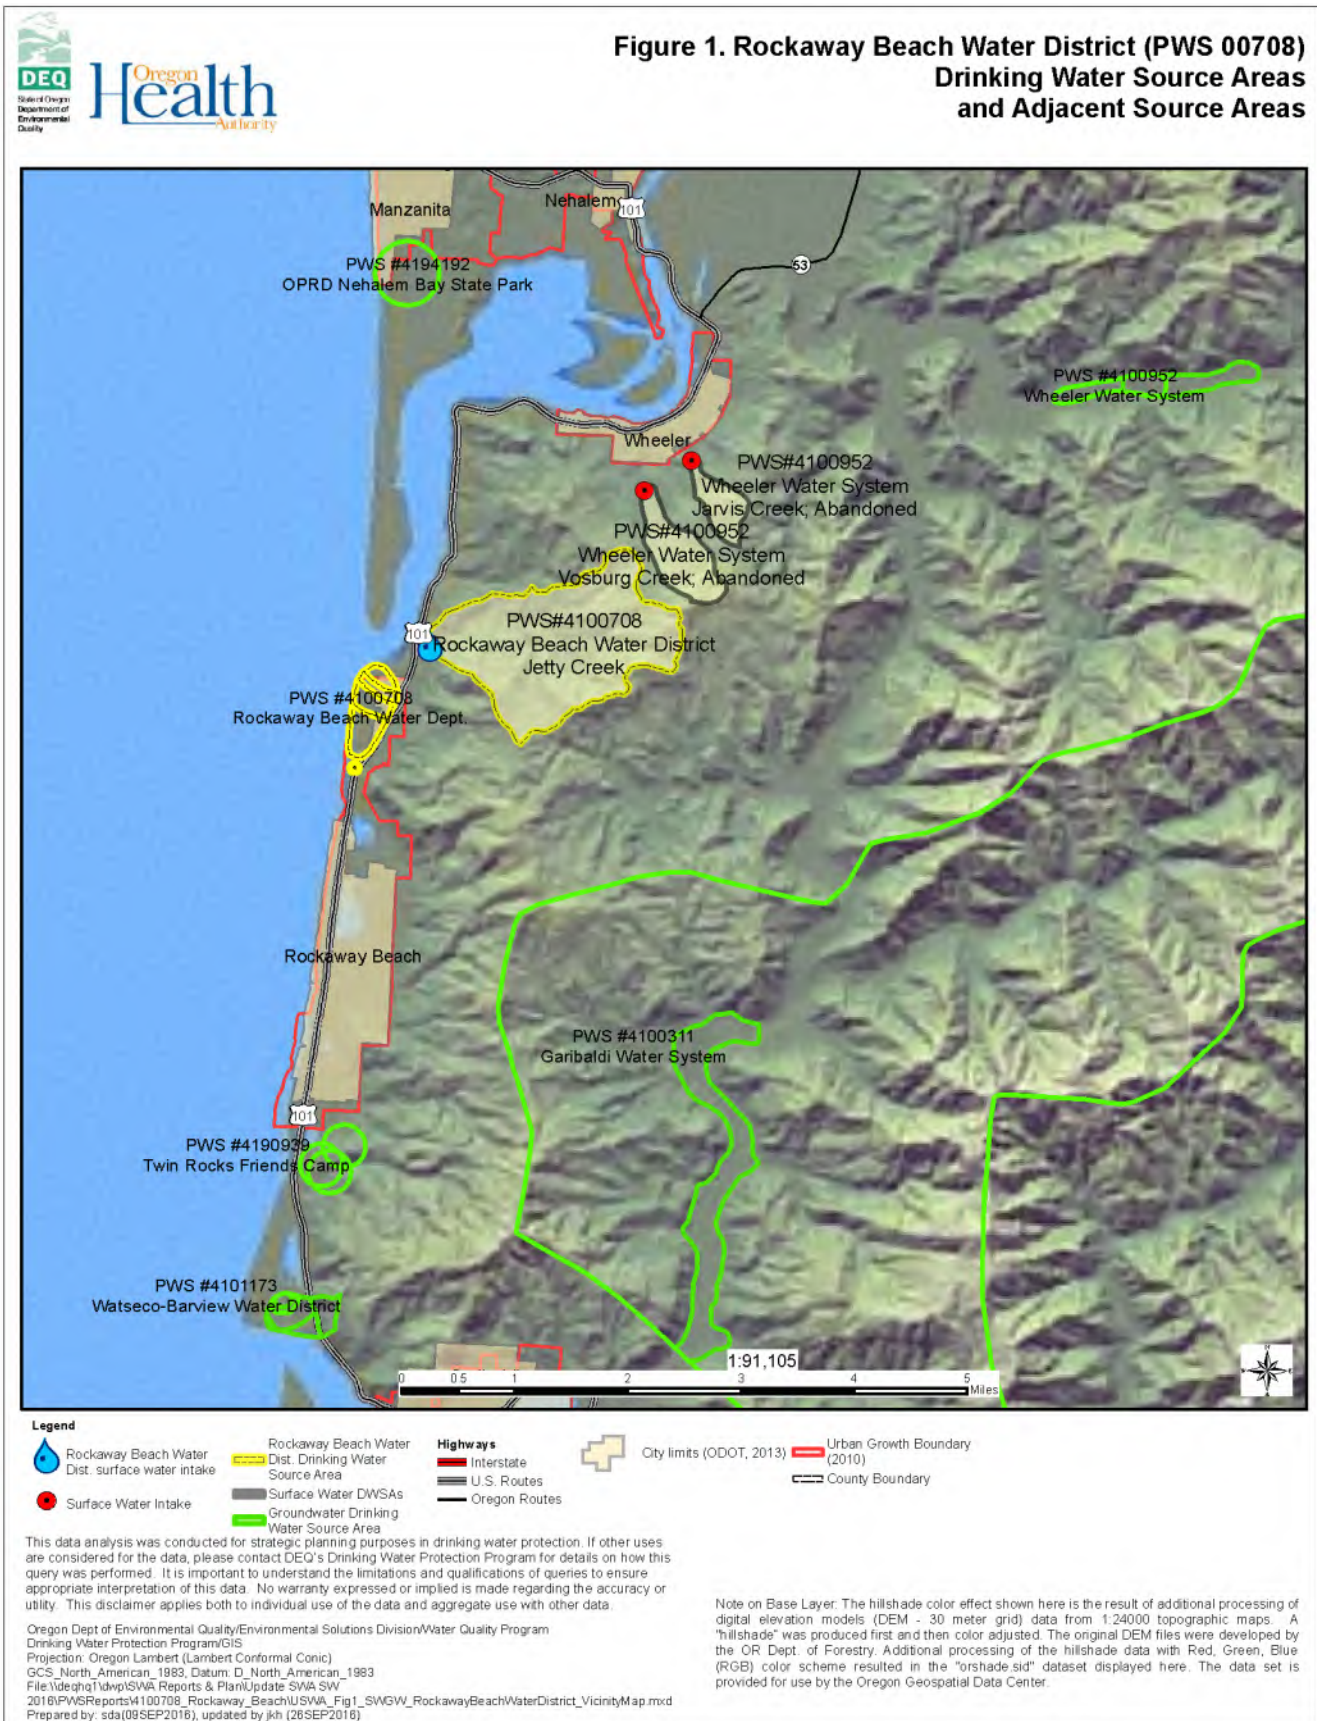 Figure 1. Rockaway Beach Water District (PWS 00708)
Drinking Water Source Areas
and Adjacent Source Areas
DEQ
State of Oregon
Department of
Environmental
Quality
Oregon
Health
Authority
Manzanita
Nehalem
101
53
PWS #4194192
OPRD Nehalem Bay State Park
PWS #4100952
Wheeler Water System
Wheeler
PWS#4100952
Wheeler Water System
Jarvis Creek; Abandoned
PWS#4100952
Wheeler Water System
Vosburg Creek; Abandoned
PWS#4100708
Rockaway Beach Water District
Jetty Creek
101
PWS #4100708
Rockaway Beach Water Dept.
Rockaway Beach
PWS #4100311
Garibaldi Water System
101
PWS #4190939
Twin Rocks Friends Camp
PWS #4101173
Watseco-Barview Water District
1:91,105
0 0.5 1 2 3 4 5
Miles
Legend
Rockaway Beach Water
Dist. surface water intake
Surface Water Intake
Rockaway Beach Water
Dist. Drinking Water
Source Area
Surface Water DWSAs
Groundwater Drinking
Water Source Area
Highways
Interstate
U.S. Routes
Oregon Routes
City limits (ODOT, 2013)
Urban Growth Boundary
(2010)
County Boundary
This data analysis was conducted for strategic planning purposes in drinking water protection. If other uses
are considered for the data, please contact DEQ's Drinking Water Protection Program for details on how this
query was performed. It is important to understand the limitations and qualifications of queries to ensure
appropriate interpretation of this data. No warranty expressed or implied is made regarding the accuracy or
utility. This disclaimer applies both to individual use of the data and aggregate use with other data.
Oregon Dept of Environmental Quality/Environmental Solutions Division/Water Quality Program
Drinking Water Protection Program/GIS
Projection: Oregon Lambert (Lambert Conformal Conic)
GCS_North_American_1983, Datum: D_North_American_1983
File:\\deqhq1\dwp\SWA Reports & Plan\Update SWA SW
2016\PWSReports\4100708_Rockaway_Beach\USWA_Fig1_SWGW_RockawayBeachWaterDistrict_VicinityMap.mxd
Prepared by: sda(09SEP2016), updated by jkh (26SEP2016)
Note on Base Layer: The hillshade color effect shown here is the result of additional processing of
digital elevation models (DEM - 30 meter grid) data from 1:24000 topographic maps. A
"hillshade" was produced first and then color adjusted. The original DEM files were developed by
the OR Dept. of Forestry. Additional processing of the hillshade data with Red, Green, Blue
(RGB) color scheme resulted in the "orshade.sid" dataset displayed here. The data set is
provided for use by the Oregon Geospatial Data Center.